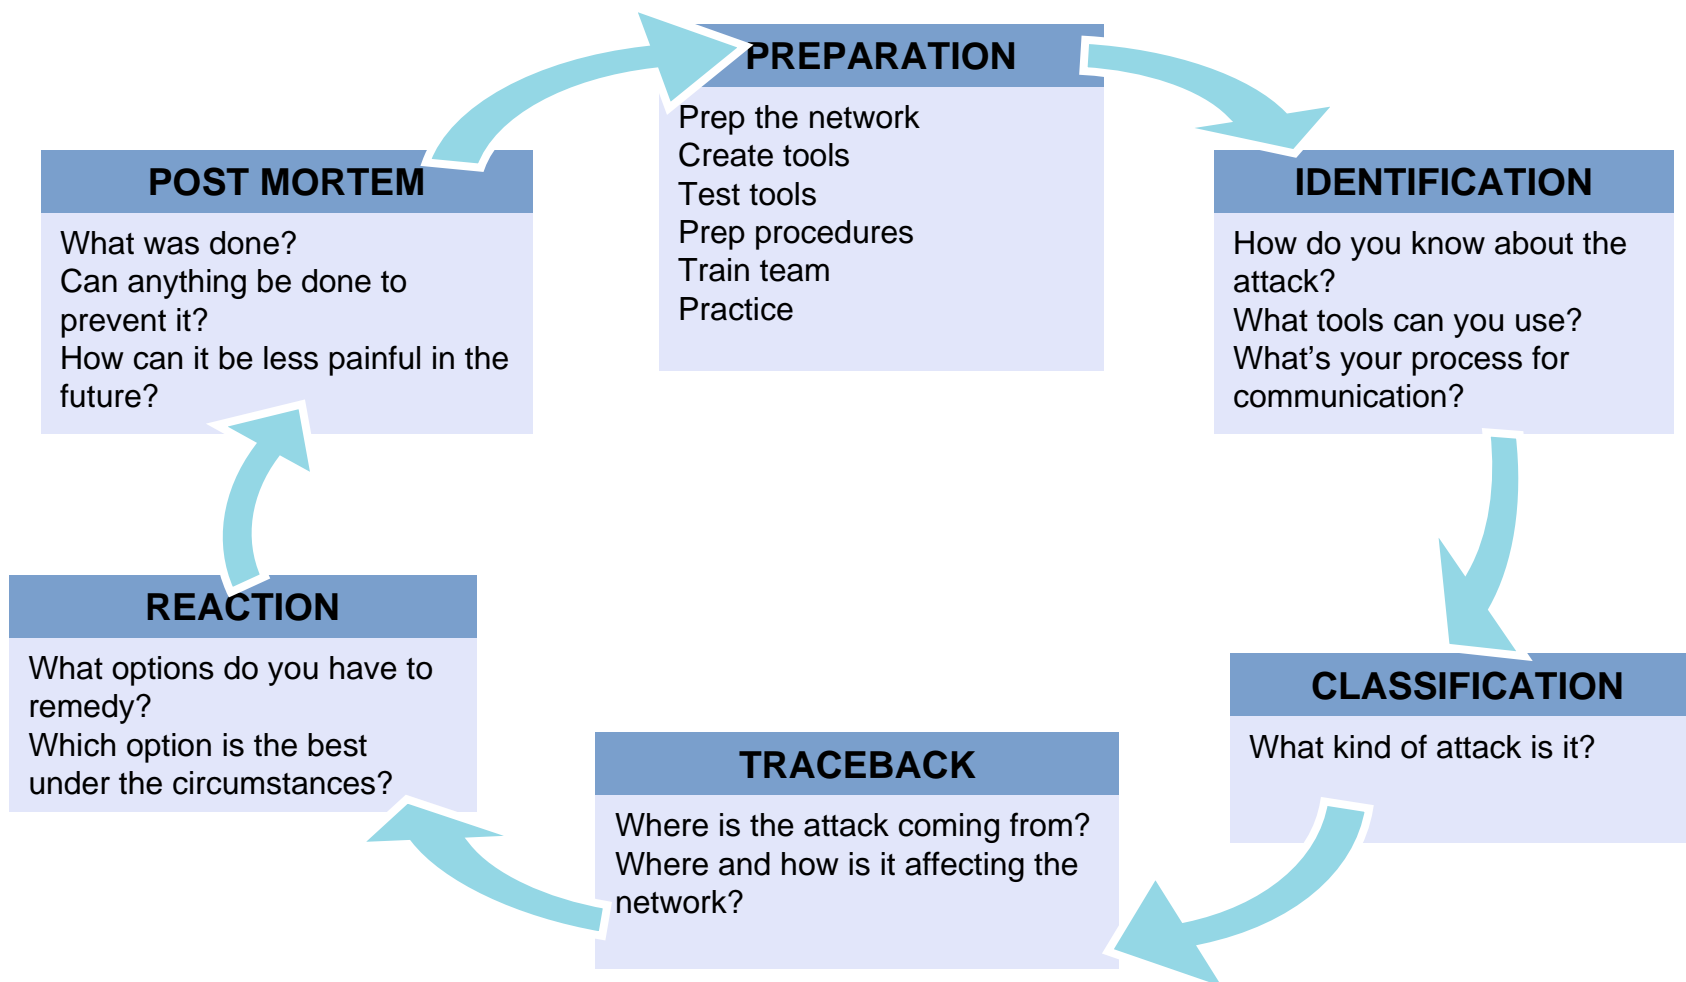 PREPARATION
Prep the network
Create tools
Test tools
Prep procedures
Train team
Practice
IDENTIFICATION
How do you know about the
attack?
What tools can you use?
What’s your process for
communication?
CLASSIFICATION
What kind of attack is it?
TRACEBACK
Where is the attack coming from?
Where and how is it affecting the
network?
REACTION
What options do you have to
remedy?
Which option is the best
under the circumstances?
POST MORTEM
What was done?
Can anything be done to
prevent it?
How can it be less painful in the
future?